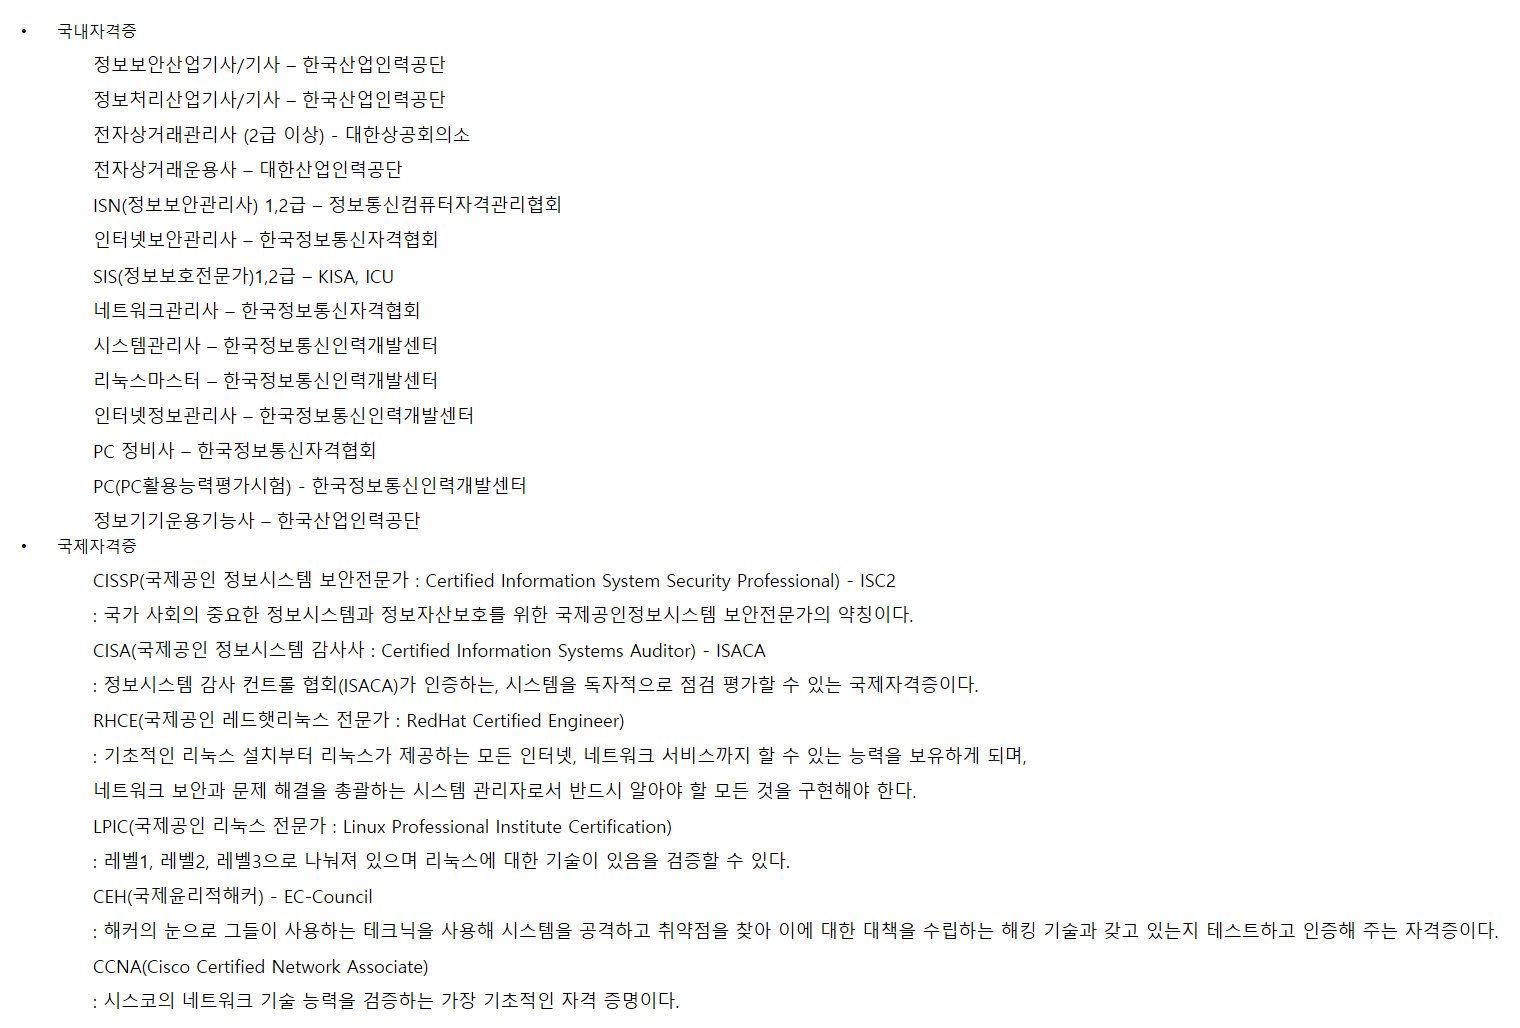 • 국내자격증
정보보안산업기사/기사 – 한국산업인력공단
정보처리산업기사/기사 – 한국산업인력공단
전자상거래관리사 (2급 이상) - 대한상공회의소
전자상거래운용사 – 대한산업인력공단
ISN(정보보안관리사) 1,2급 – 정보통신컴퓨터자격관리협회
인터넷보안관리사 – 한국정보통신자격협회
SIS(정보보호전문가)1,2급 – KISA, ICU
네트워크관리사 – 한국정보통신자격협회
시스템관리사 – 한국정보통신인력개발센터
리눅스마스터 – 한국정보통신인력개발센터
인터넷정보관리사 – 한국정보통신인력개발센터
PC 정비사 – 한국정보통신자격협회
PC(PC활용능력평가시험) - 한국정보통신인력개발센터
정보기기운용기능사 – 한국산업인력공단
• 국제자격증
CISSP(국제공인 정보시스템 보안전문가 : Certified Information System Security Professional) - ISC2
: 국가 사회의 중요한 정보시스템과 정보자산보호를 위한 국제공인정보시스템 보안전문가의 약칭이다.
CISA(국제공인 정보시스템 감사사 : Certified Information Systems Auditor) - ISACA
: 정보시스템 감사 컨트롤 협회(ISACA)가 인증하는, 시스템을 독자적으로 점검 평가할 수 있는 국제자격증이다.
RHCE(국제공인 레드햇리눅스 전문가 : RedHat Certified Engineer)
: 기초적인 리눅스 설치부터 리눅스가 제공하는 모든 인터넷, 네트워크 서비스까지 할 수 있는 능력을 보유하게 되며,
네트워크 보안과 문제 해결을 총괄하는 시스템 관리자로서 반드시 알아야 할 모든 것을 구현해야 한다.
LPIC(국제공인 리눅스 전문가 : Linux Professional Institute Certification)
: 레벨1, 레벨2, 레벨3으로 나눠져 있으며 리눅스에 대한 기술이 있음을 검증할 수 있다.
CEH(국제윤리적해커) - EC-Council
: 해커의 눈으로 그들이 사용하는 테크닉을 사용해 시스템을 공격하고 취약점을 찾아 이에 대한 대책을 수립하는 해킹 기술과 갖고 있는지 테스트하고 인증해 주는 자격증이다.
CCNA(Cisco Certified Network Associate)
: 시스코의 네트워크 기술 능력을 검증하는 가장 기초적인 자격 증명이다.